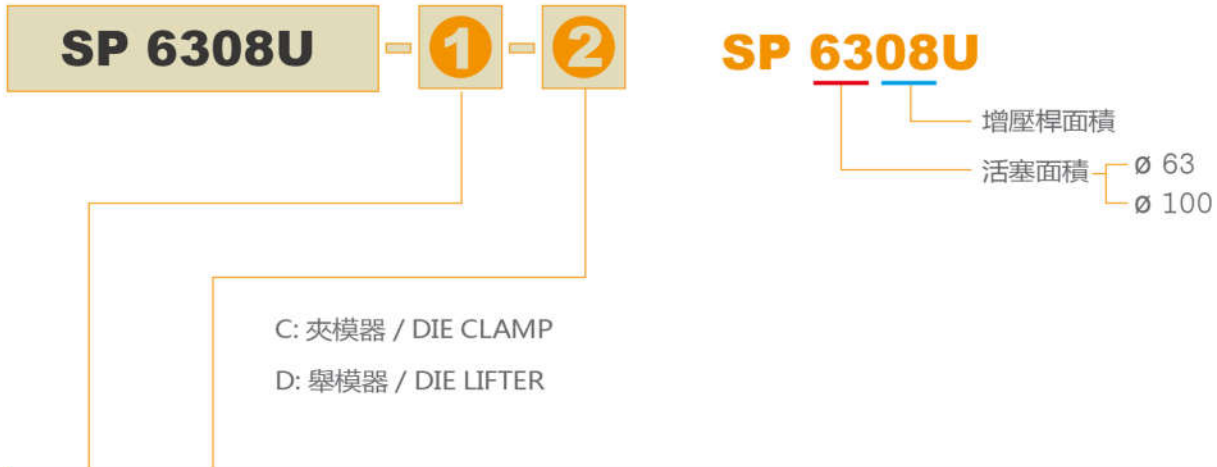 SP 6308U - 1 - 2
SP 6308U
增壓桿面積
活塞面積
ø 63
ø 100
C: 夾模器 / DIE CLAMP
D: 舉模器 / DIE LIFTER